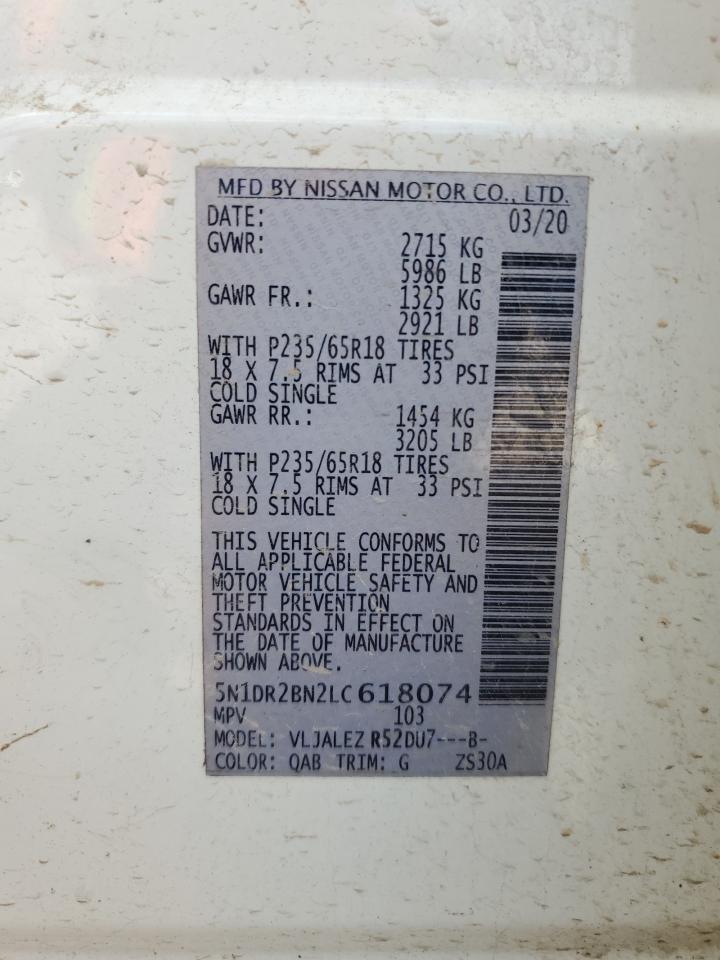 MFD BY NISSAN MOTOR CO., LTD.
DATE: 03/20
GVWR: 2715 KG
5986 LB
GAWR FR.: 1325 KG
2921 LB
WITH P235/65R18 TIRES
18 X 7.5 RIMS AT 33 PSI
COLD SINGLE
GAWR RR.: 1454 KG
3205 LB
WITH P235/65R18 TIRES
18 X 7.5 RIMS AT 33 PSI
COLD SINGLE
THIS VEHICLE CONFORMS TO
ALL APPLICABLE FEDERAL
MOTOR VEHICLE SAFETY AND
THEFT PREVENTION
STANDARDS IN EFFECT ON
THE DATE OF MANUFACTURE
SHOWN ABOVE.
5N1DR2BN2LC618074
MPV 103
MODEL: VLJALEZ R52DU7---B-
COLOR: QAB TRIM: G ZS30A